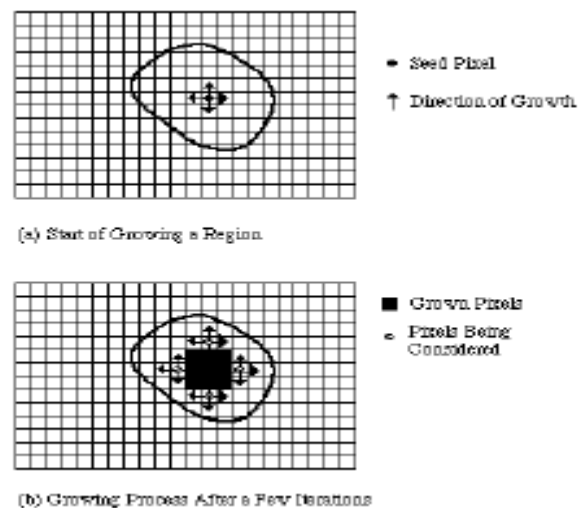 Seed Pixel
Direction of Growth
(a) Start of Growing a Region
Grown Pixels
Pixels Being
Considered
(b) Growing Process After a Few Iterations